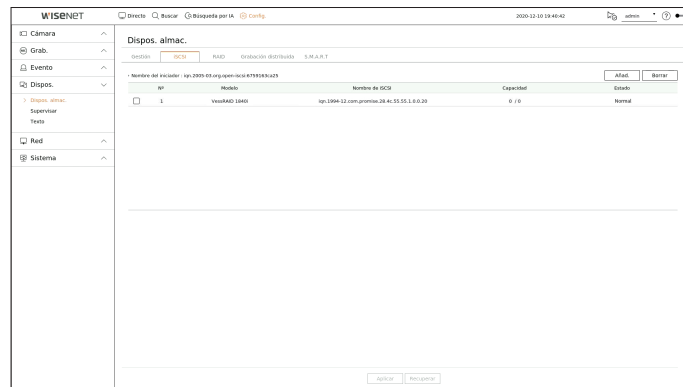 WISENET
Directo Buscar Búsqueda por IA Config. 2020-12-10 19:40:42 admin
Cámara
Grab.
Evento
Dispos.
Dispos. almac.
Supervisar
Texto
Red
Sistema
Dispos. almac.
Gestión iSCSI RAID Grabación distribuida S.M.A.R.T
Nombre del iniciador : iqn.2005-03.org.open-iscsi-6759163ca25 Añad. Borrar
Nº Modelo Nombre de iSCSI Capacidad Estado
1 VessRAID 1840i iqn.1994-12.com.promise.28.4c.55.55.1.0.0.20 0 / 0 Normal
Aplicar Recuperar